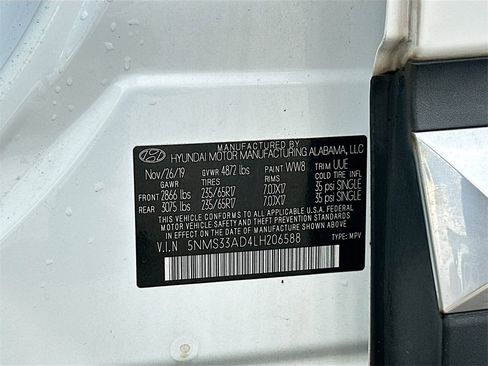 MANUFACTURED BY
HYUNDAI MOTOR MANUFACTURING ALABAMA, LLC
Nov/26/19 GVWR 4872 lbs PAINT WW8 TRIM UUE
GAWR TIRES RIMS COLD TIRE INFL
FRONT 2866 lbs 235/65R17 7.0JX17 35 psi SINGLE
REAR 3075 lbs 235/65R17 7.0JX17 35 psi SINGLE
THIS VEHICLE CONFORMS TO ALL APPLICABLE U.S.A FEDERAL
MOTOR VEHICLE SAFETY AND THEFT PREVENTION STANDARDS
IN EFFECT ON THE DATE OF MANUFACTURE SHOWN ABOVE.
V.I.N 5NMS33AD4LH206588 TYPE: MPV